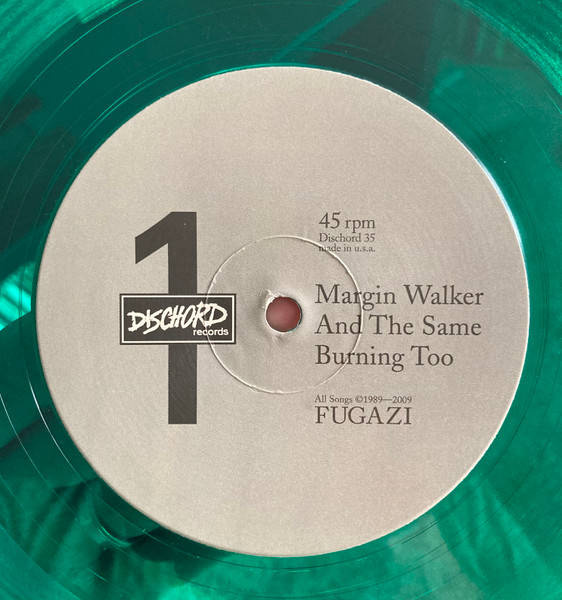 1
DISCHORD
records
45 rpm
Dischord 35
made in u.s.a.
Margin Walker
And The Same
Burning Too
All Songs ©1989—2009
FUGAZI